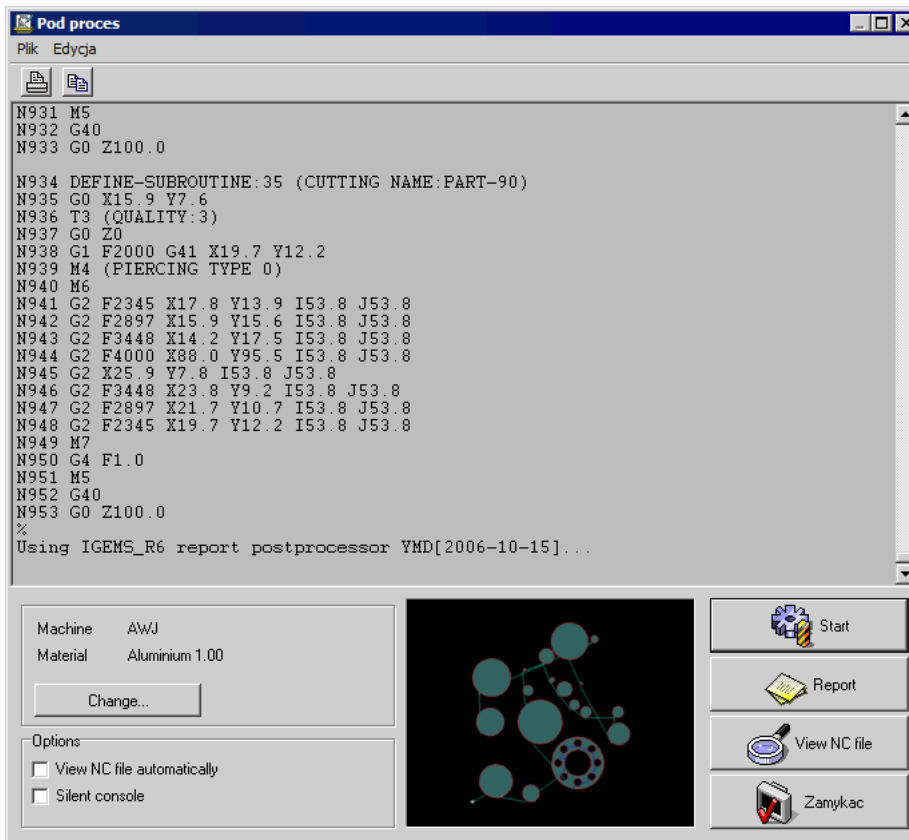 Pod proces
Plik Edycja
N931 M5
N932 G40
N933 G0 Z100.0
N934 DEFINE-SUBROUTINE:35 (CUTTING NAME:PART-90)
N935 G0 X15.9 Y7.6
N936 T3 (QUALITY:3)
N937 G0 Z0
N938 G1 F2000 G41 X19.7 Y12.2
N939 M4 (PIERCING TYPE 0)
N940 M6
N941 G2 F2345 X17.8 Y13.9 I53.8 J53.8
N942 G2 F2897 X15.9 Y15.6 I53.8 J53.8
N943 G2 F3448 X14.2 Y17.5 I53.8 J53.8
N944 G2 F4000 X88.0 Y95.5 I53.8 J53.8
N945 G2 X25.9 Y7.8 I53.8 J53.8
N946 G2 F3448 X23.8 Y9.2 I53.8 J53.8
N947 G2 F2897 X21.7 Y10.7 I53.8 J53.8
N948 G2 F2345 X19.7 Y12.2 I53.8 J53.8
N949 M7
N950 G4 F1.0
N951 M5
N952 G40
N953 G0 Z100.0
%
Using IGEMS_R6 report postprocessor YMD[2006-10-15]...
Machine AWJ
Material Aluminium 1.00
Change...
Options
View NC file automatically
Silent console
Start
Report
View NC file
Zamykac